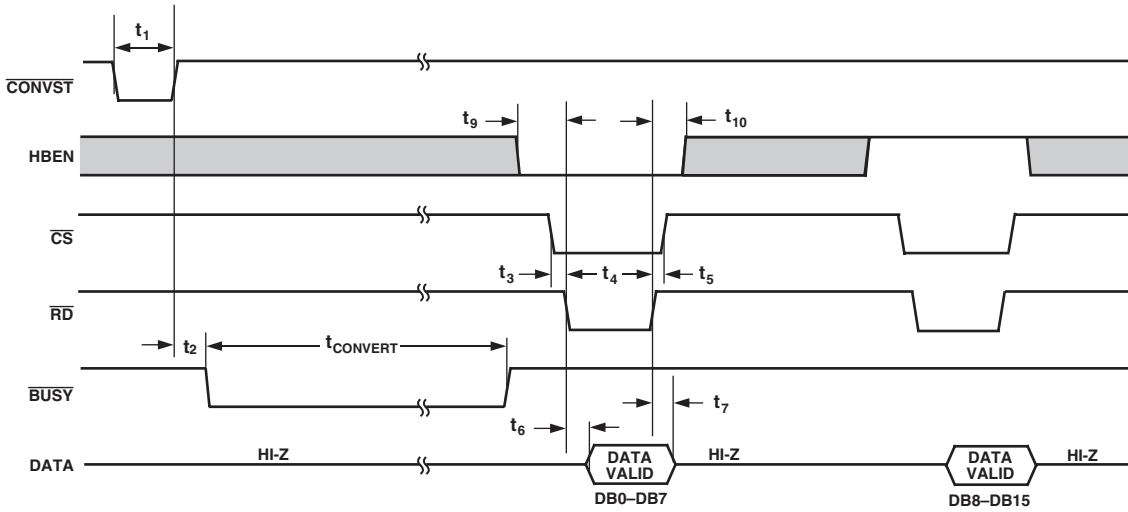 t1
CONVST
t9
t10
HBEN
CS
t3
t4
t5
RD
t2
tCONVERT
BUSY
t6
t7
DATA
HI-Z
DATA VALID
HI-Z
DATA VALID
HI-Z
DB0–DB7
DB8–DB15